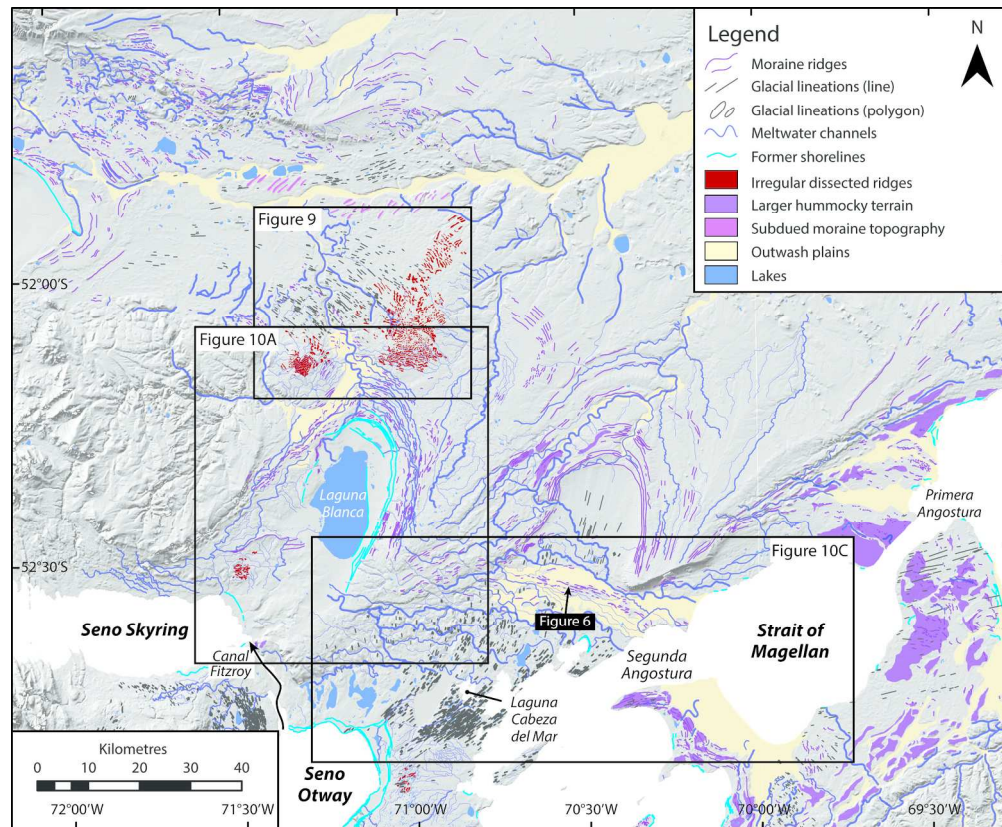 Legend
N
Moraine ridges
Glacial lineations (line)
Glacial lineations (polygon)
Meltwater channels
Former shorelines
Irregular dissected ridges
Larger hummocky terrain
Subdued moraine topography
Outwash plains
Lakes
Figure 9
52°00'S
Figure 10A
Laguna
Blanca
Primera
Angostura
Figure 10C
52°30'S
Figure 6
Seno Skyring
Canal
Fitzroy
Segunda
Angostura
Strait of
Magellan
Laguna
Cabeza
del Mar
Kilometres
0 10 20 30 40
Seno
Otway
72°00'W
71°30'W
71°00'W
70°30'W
70°00'W
69°30'W